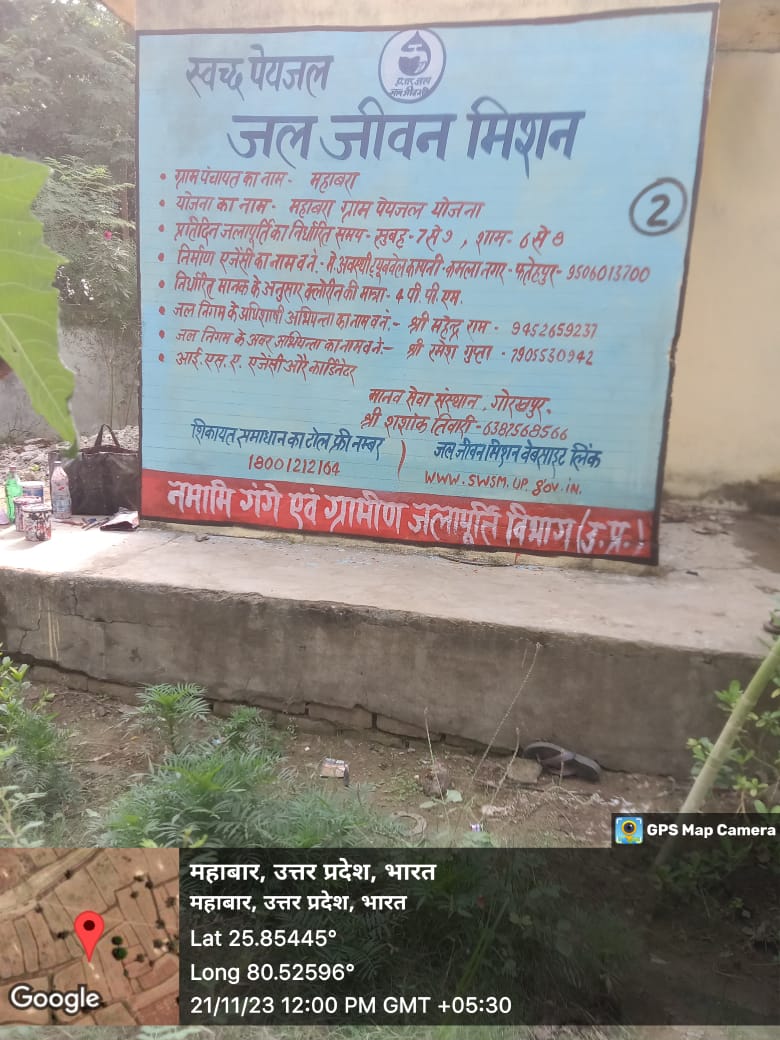 स्वच्छ पेयजल
जल जीवन मिशन
• ग्राम पंचायत का नाम - महाबरा
• योजना का नाम - महाबरा ग्राम पेयजल योजना
• प्रतिदिन जलापूर्ति का निर्धारित समय - सुबह - 7 से 9 , शाम - 6 से 8
• निर्माण एजेंसी का नाम व नं. - मे. अवस्थी ट्यूबवेल कम्पनी - कमला नगर - फतेहपुर - 9506013700
• निर्धारित मानक के अनुसार क्लोरीन की मात्रा - 4 पी पी एम.
• जल निगम के अधिशाषी अभियन्ता का नाम व नं. - श्री महेन्द्र राम - 9452659237
• जल निगम के अवर अभियन्ता का नाम व नं. - श्री रमेश गुप्ता - 7905530942
• आई. एस. ए. एजेंसी और कार्डिनेटर
मानव सेवा संस्थान, गोरखपुर.
श्री शशांक तिवारी - 6387568566
शिकायत समाधान का टोल फ्री नम्बर
18001212164
जल जीवन मिशन वेबसाइट लिंक
WWW.SWSM.UP.gov.in.
2
नमामि गंगे एवं ग्रामीण जलापूर्ति विभाग (उ.प्र.)
GPS Map Camera
महाबार, उत्तर प्रदेश, भारत
महाबार, उत्तर प्रदेश, भारत
Lat 25.85445°
Long 80.52596°
21/11/23 12:00 PM GMT +05:30
Google